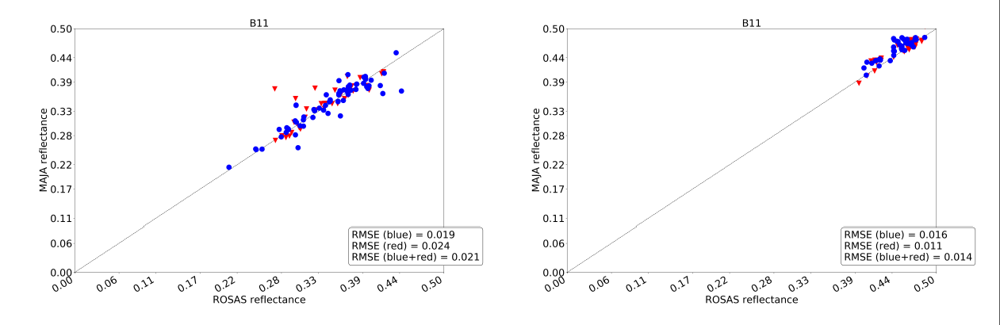 B11
0.50
0.44
0.39
0.33
0.28
0.22
0.17
0.11
0.06
0.00
MAJA reflectance
RMSE (blue) = 0.019
RMSE (red) = 0.024
RMSE (blue+red) = 0.021
0.00 0.06 0.11 0.17 0.22 0.28 0.33 0.39 0.44 0.50
ROSAS reflectance
B11
0.50
0.44
0.39
0.33
0.28
0.22
0.17
0.11
0.06
0.00
MAJA reflectance
RMSE (blue) = 0.016
RMSE (red) = 0.011
RMSE (blue+red) = 0.014
0.00 0.06 0.11 0.17 0.22 0.28 0.33 0.39 0.44 0.50
ROSAS reflectance